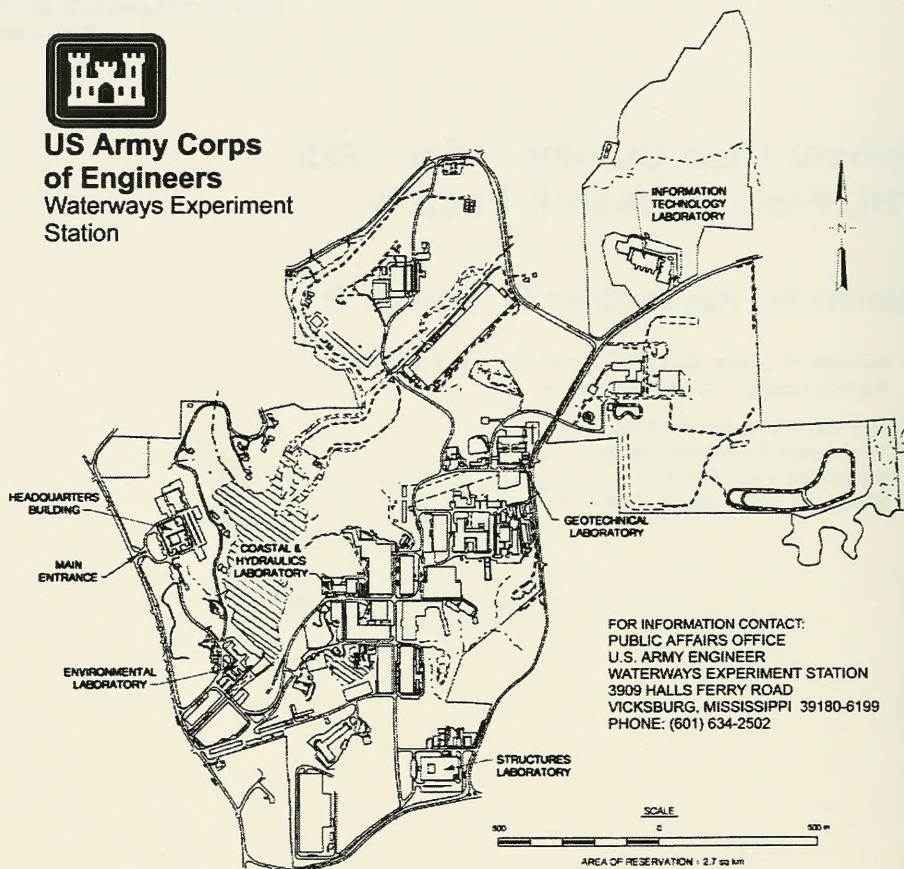 US Army Corps
of Engineers
Waterways Experiment
Station
INFORMATION
TECHNOLOGY
LABORATORY
N
HEADQUARTERS
BUILDING
MAIN
ENTRANCE
COASTAL &
HYDRAULICS
LABORATORY
GEOTECHNICAL
LABORATORY
ENVIRONMENTAL
LABORATORY
FOR INFORMATION CONTACT:
PUBLIC AFFAIRS OFFICE
U.S. ARMY ENGINEER
WATERWAYS EXPERIMENT STATION
3909 HALLS FERRY ROAD
VICKSBURG, MISSISSIPPI 39180-6199
PHONE: (601) 634-2502
STRUCTURES
LABORATORY
SCALE
500 0 500 m
AREA OF RESERVATION : 2.7 sq km